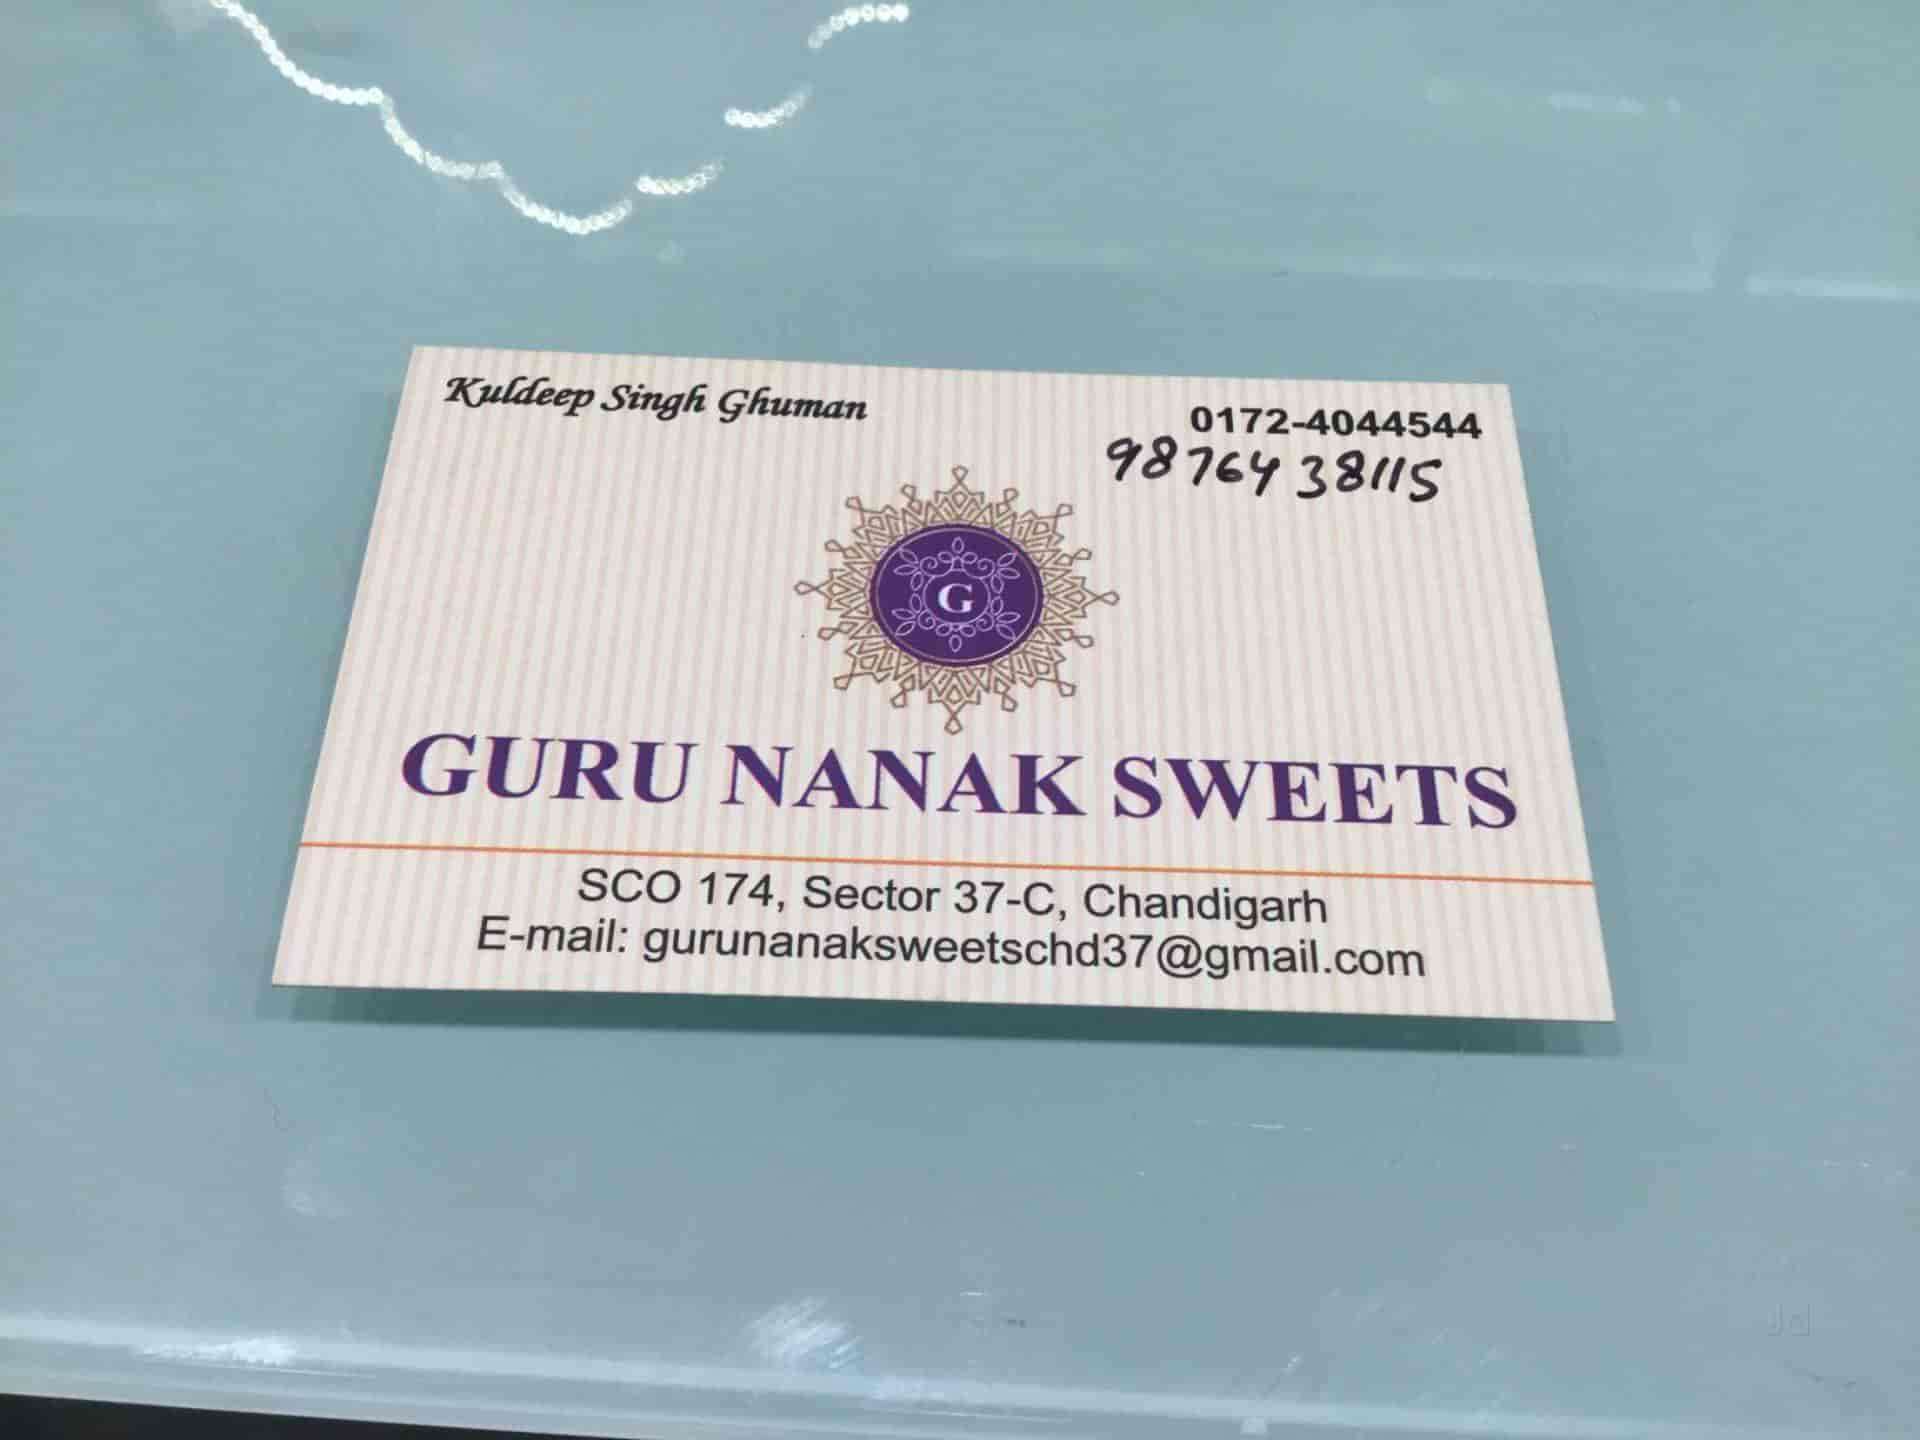 Kuldeep Singh Ghuman
0172-4044544
98764 38115
G
GURU NANAK SWEETS
SCO 174, Sector 37-C, Chandigarh
E-mail: gurunanaksweetschd37@gmail.com
Jd